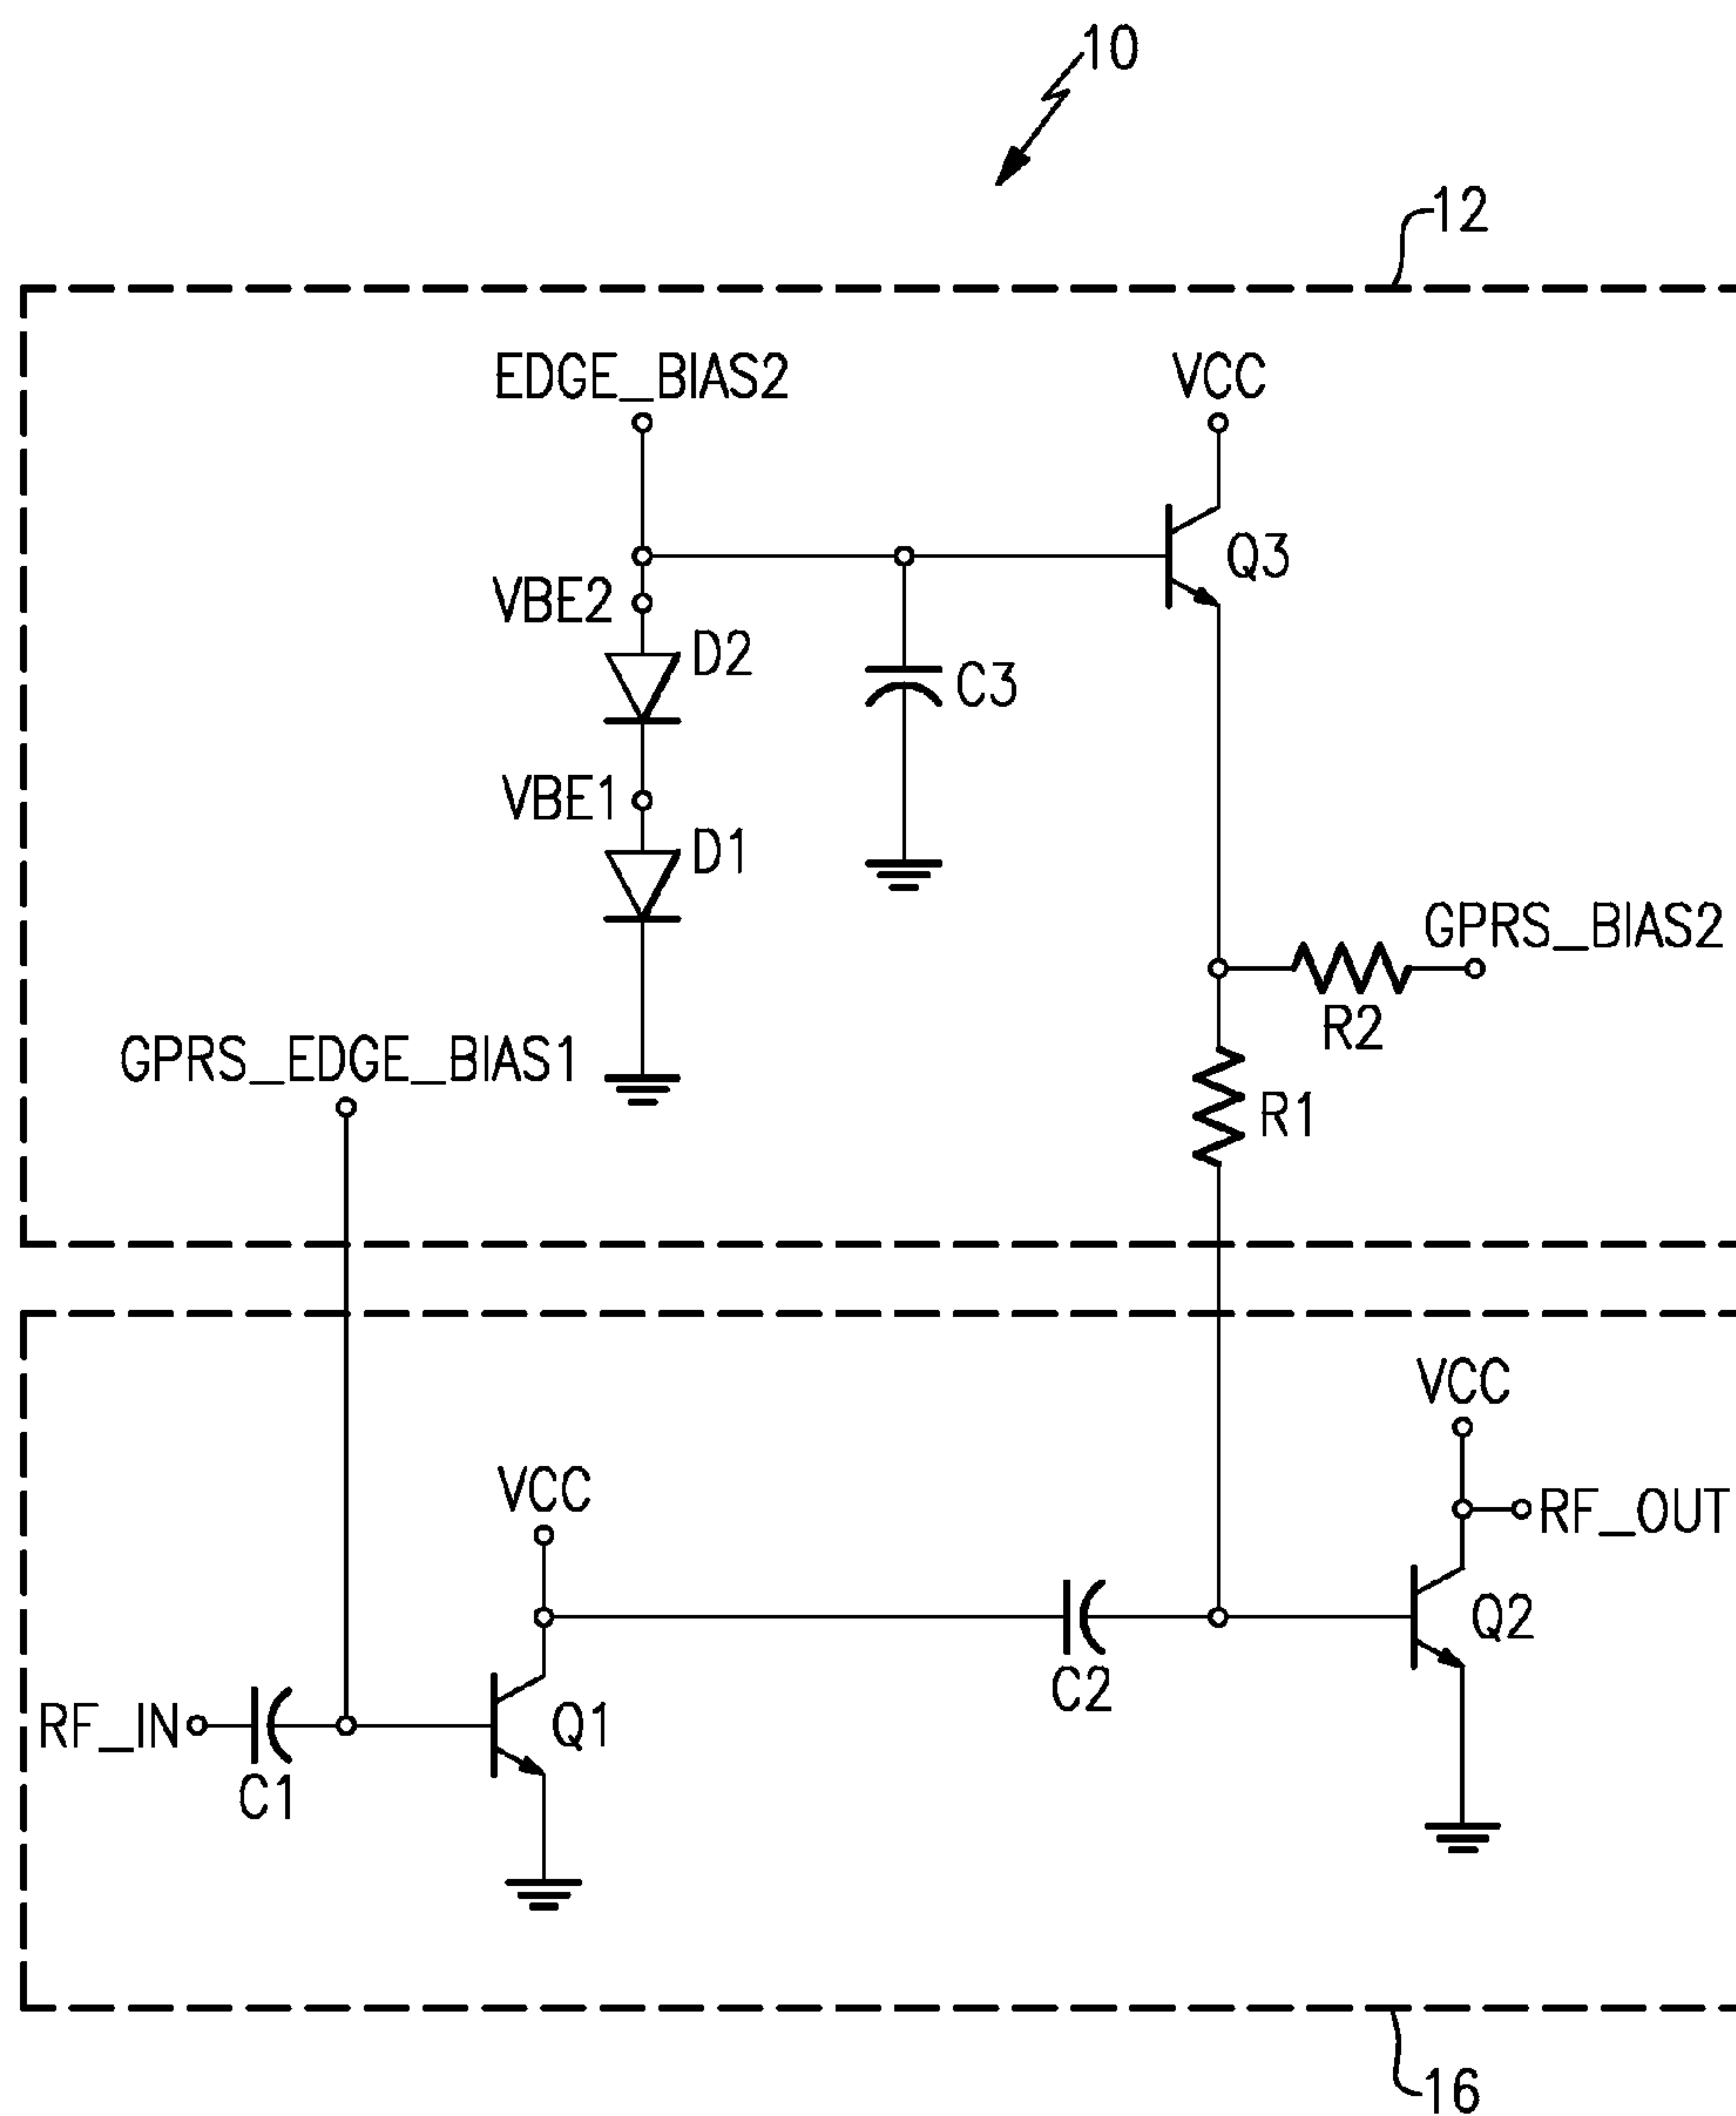 10
12
EDGE_BIAS2
VCC
Q3
VBE2
D2
C3
VBE1
D1
GPRS_BIAS2
R2
GPRS_EDGE_BIAS1
R1
VCC
VCC
RF_OUT
Q2
C2
RF_IN
Q1
C1
16